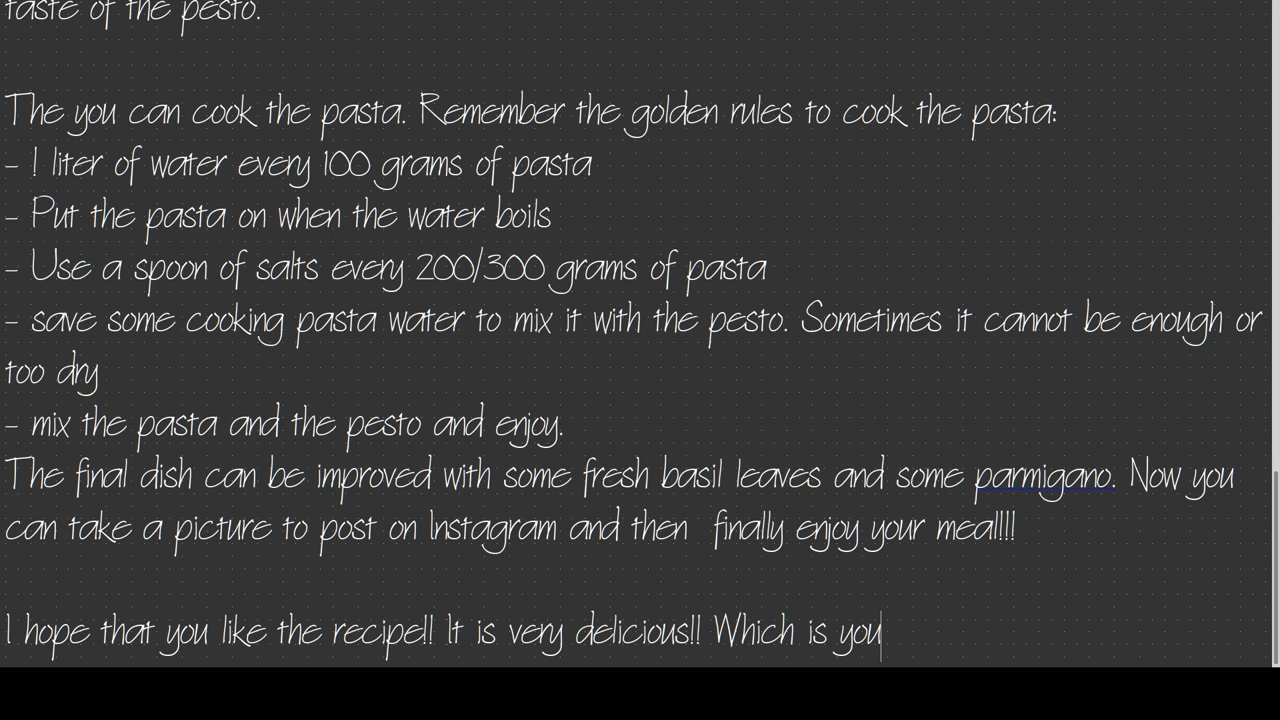 taste of the pesto.
The you can cook the pasta. Remember the golden rules to cook the pasta:
- ! liter of water every 100 grams of pasta
- Put the pasta on when the water boils
- Use a spoon of salts every 200/300 grams of pasta
- save some cooking pasta water to mix it with the pesto. Sometimes it cannot be enough or
too dry
- mix the pasta and the pesto and enjoy.
The final dish can be improved with some fresh basil leaves and some parmigano. Now you
can take a picture to post on Instagram and then  finally enjoy your meal!!!!
I hope that you like the recipe!! It is very delicious!! Which is you